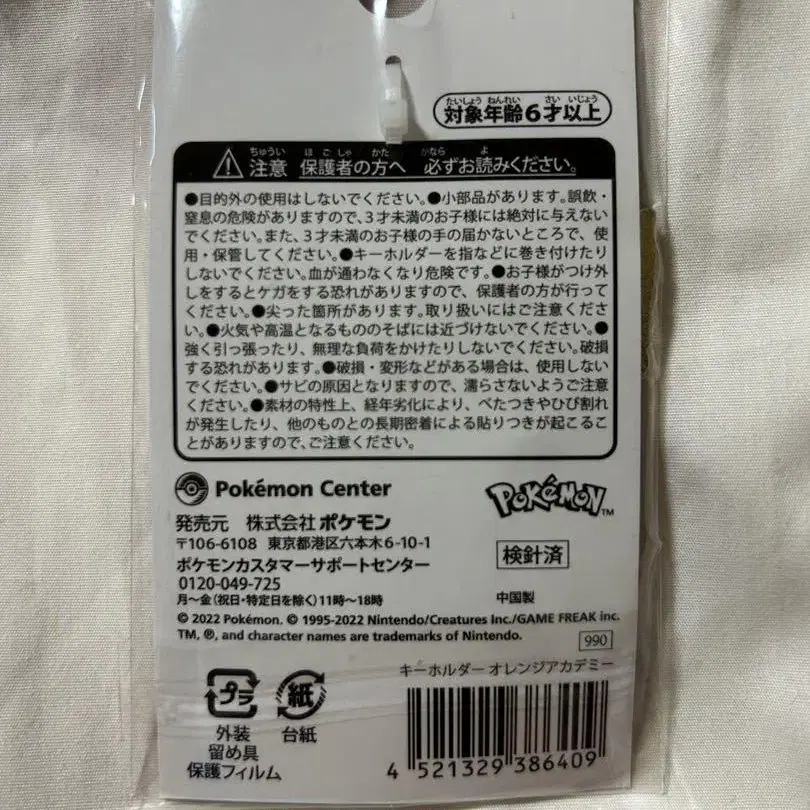 対象年齢6才以上
たいしょう ねんれい さい いじょう
⚠注意 保護者の方へ 必ずお読みください。
ちゅうい ほごしゃ かた かなら よ
●目的外の使用はしないでください。●小部品があります。誤飲・
窒息の危険がありますので、3才未満のお子様には絶対に与えない
でください。また、3才未満のお子様の手の届かないところで、使
用・保管してください。●キーホルダーを指などに巻き付けたり
しないでください。血が通わなくなり危険です。●お子様がつけ外
しをするとケガをする恐れがありますので、保護者の方が行って
ください。●尖った箇所があります。取り扱いにはご注意くださ
い。●火気や高温となるもののそばには近づけないでください。●
強く引っ張ったり、無理な負荷をかけたりしないでください。破損
する恐れがあります。●破損・変形などがある場合は、使用しない
でください。●サビの原因となりますので、濡らさないようご注意
ください。●素材の特性上、経年劣化により、べたつきやひび割れ
が発生したり、他のものとの長期密着による貼りつきが起こるこ
とがありますので、ご注意ください。
Pokémon Center
POKéMON™
発売元 株式会社ポケモン
〒106-6108 東京都港区六本木6-10-1
ポケモンカスタマーサポートセンター
検針済
0120-049-725
月〜金(祝日・特定日を除く)11時〜18時
中国製
© 2022 Pokémon. © 1995-2022 Nintendo/Creatures Inc./GAME FREAK inc.
TM, ®, and character names are trademarks of Nintendo.
990
キーホルダー オレンジアカデミー
プラ
紙
外装
留め具
保護フィルム
台紙
4 521329 386409